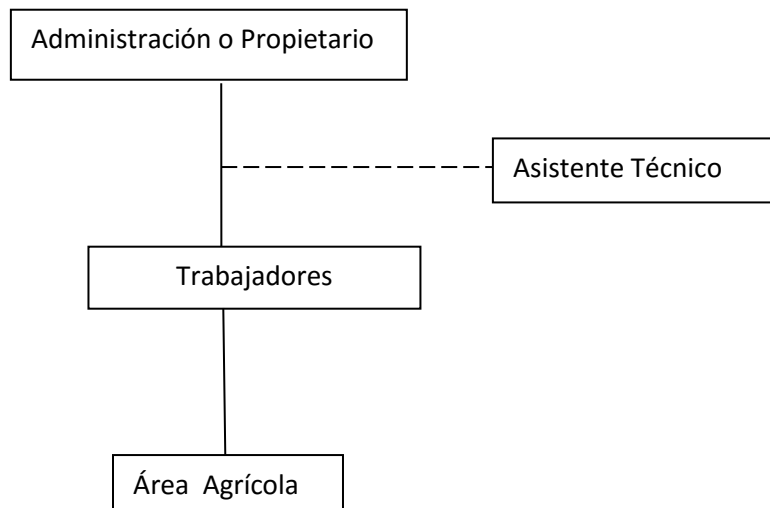 Administración o Propietario
Asistente Técnico
Trabajadores
Área Agrícola